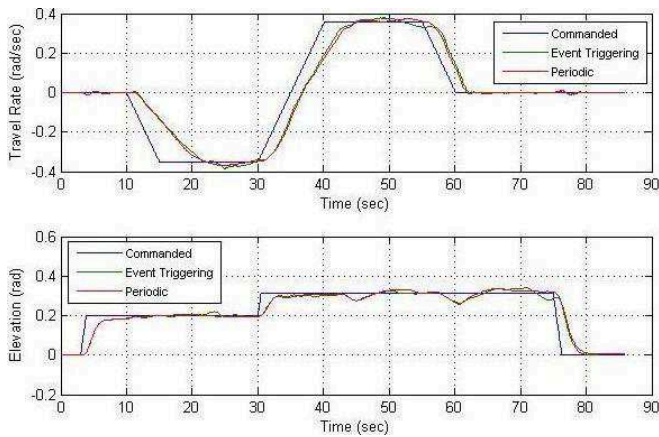 0.4
0.2
0
-0.2
-0.4
Travel Rate (rad/sec)
Commanded
Event Triggering
Periodic
0 10 20 30 40 50 60 70 80 90
Time (sec)
0.6
0.4
0.2
0
-0.2
Elevation (rad)
Commanded
Event Triggering
Periodic
0 10 20 30 40 50 60 70 80 90
Time (sec)